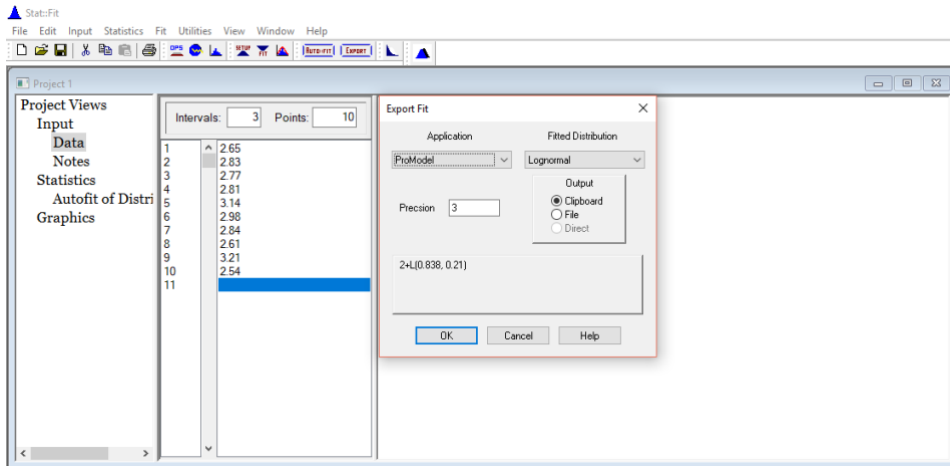 Stat::Fit
File Edit Input Statistics Fit Utilities View Window Help
OPS SETUP FIT AUTO-FIT EXPORT
Project 1
Project Views
Input
Data
Notes
Statistics
Autofit of Distri
Graphics
Intervals: 3 Points: 10
1 2.65
2 2.83
3 2.77
4 2.81
5 3.14
6 2.98
7 2.84
8 2.61
9 3.21
10 2.54
11
Export Fit
Application Fitted Distribution
ProModel Lognormal
Precsion 3
Output
Clipboard
File
Direct
2+L(0.838, 0.21)
OK Cancel Help